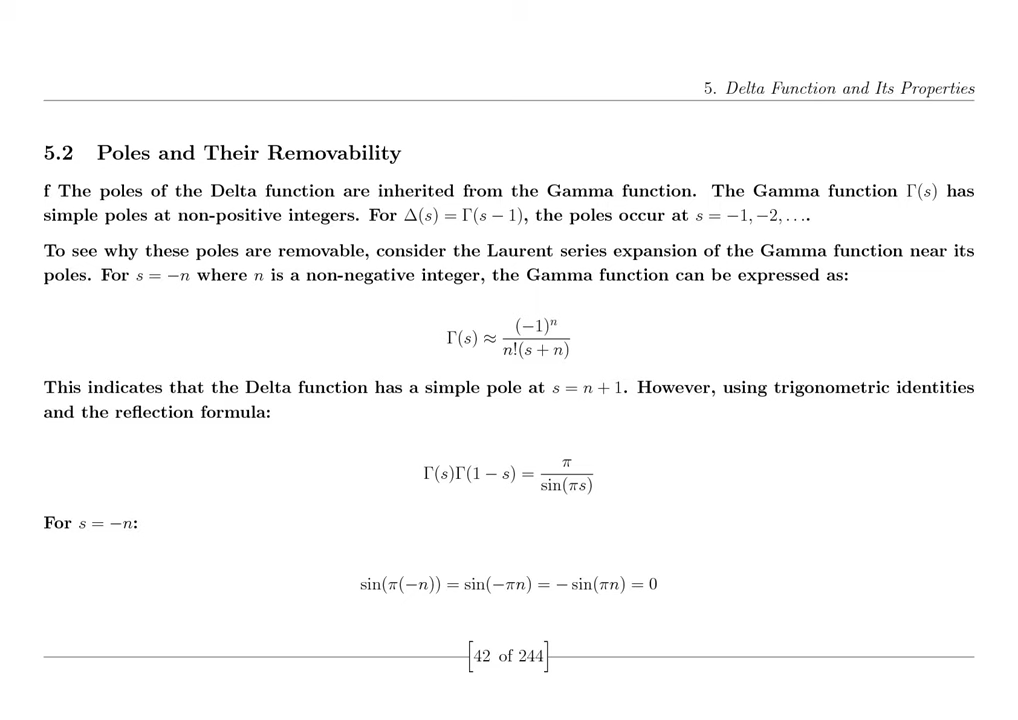 5. Delta Function and Its Properties
5.2 Poles and Their Removability
f The poles of the Delta function are inherited from the Gamma function. The Gamma function Γ(s) has
simple poles at non-positive integers. For Δ(s) = Γ(s − 1), the poles occur at s = −1, −2, . . ..
To see why these poles are removable, consider the Laurent series expansion of the Gamma function near its
poles. For s = −n where n is a non-negative integer, the Gamma function can be expressed as:
Γ(s) ≈ (−1)^n / n!(s + n)
This indicates that the Delta function has a simple pole at s = n + 1. However, using trigonometric identities
and the reflection formula:
Γ(s)Γ(1 − s) = π / sin(πs)
For s = −n:
sin(π(−n)) = sin(−πn) = − sin(πn) = 0
[42 of 244]